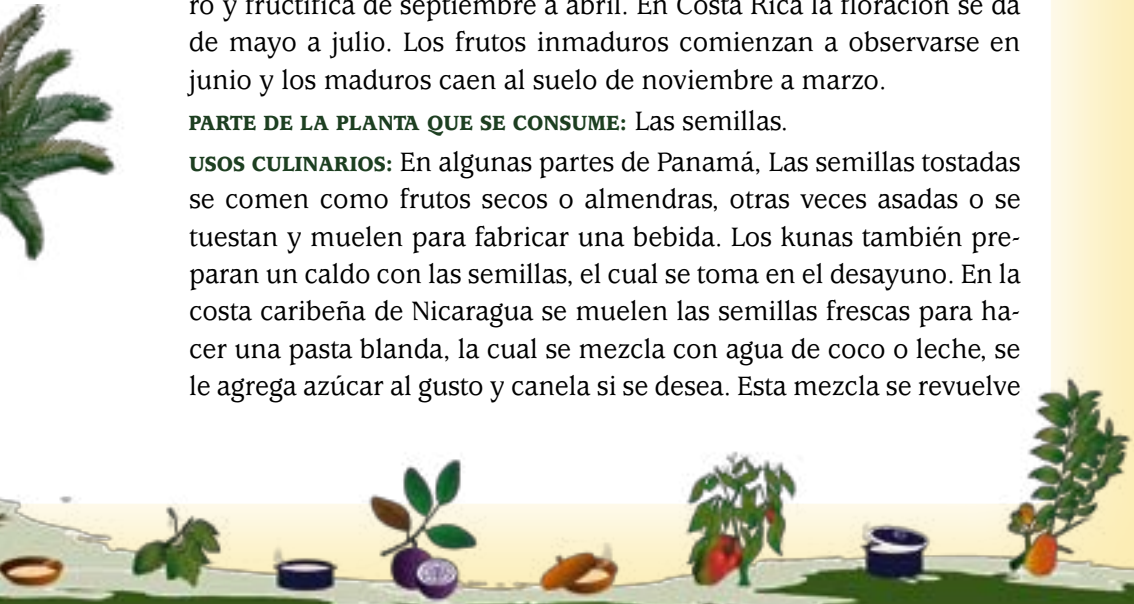 ro y fructifica de septiembre a abril. En Costa Rica la floración se da
de mayo a julio. Los frutos inmaduros comienzan a observarse en
junio y los maduros caen al suelo de noviembre a marzo.
PARTE DE LA PLANTA QUE SE CONSUME: Las semillas.
USOS CULINARIOS: En algunas partes de Panamá, Las semillas tostadas
se comen como frutos secos o almendras, otras veces asadas o se
tuestan y muelen para fabricar una bebida. Los kunas también pre-
paran un caldo con las semillas, el cual se toma en el desayuno. En la
costa caribeña de Nicaragua se muelen las semillas frescas para ha-
cer una pasta blanda, la cual se mezcla con agua de coco o leche, se
le agrega azúcar al gusto y canela si se desea. Esta mezcla se revuelve